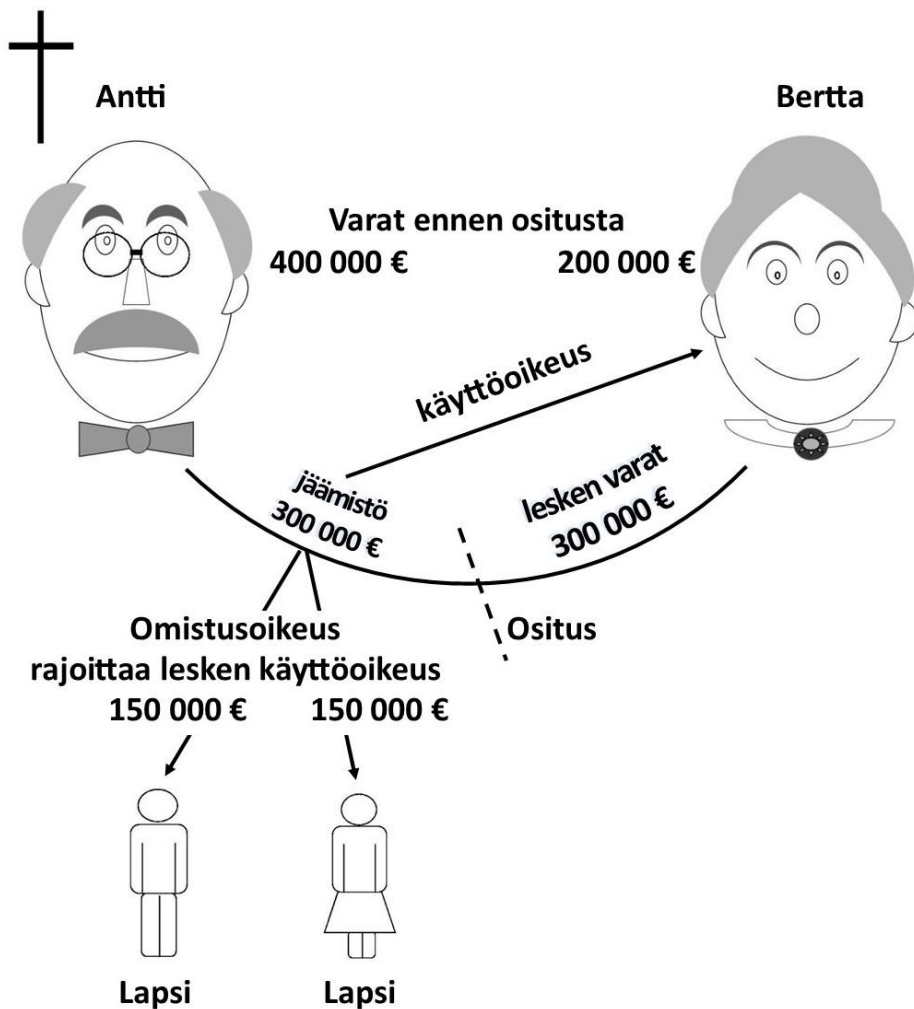 Antti
Bertta
Varat ennen ositusta
400 000 €
200 000 €
käyttöoikeus
jäämistö
300 000 €
lesken varat
300 000 €
Omistusoikeus
rajoittaa lesken käyttöoikeus
150 000 €
150 000 €
Ositus
Lapsi
Lapsi